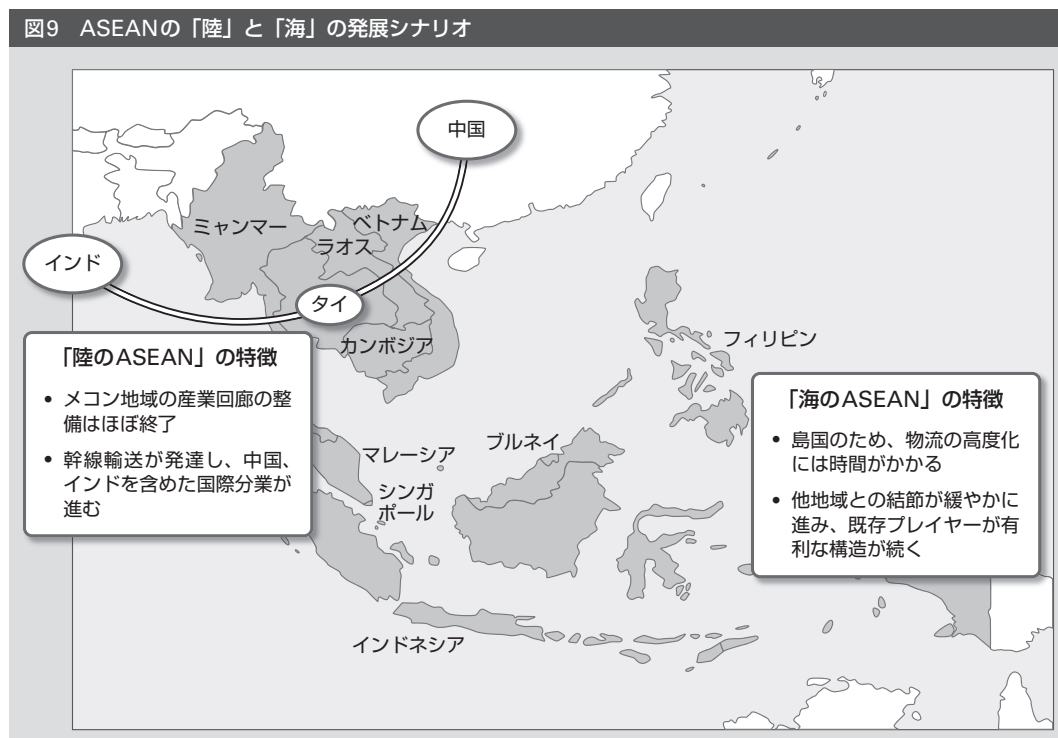 図9　ASEANの「陸」と「海」の発展シナリオ
中国
ミャンマー
ベトナム
ラオス
インド
タイ
カンボジア
フィリピン
「陸のASEAN」の特徴
• メコン地域の産業回廊の整
備はほぼ終了
• 幹線輸送が発達し、中国、
インドを含めた国際分業が
進む
マレーシア
ブルネイ
シンガ
ポール
インドネシア
「海のASEAN」の特徴
• 島国のため、物流の高度化
には時間がかかる
• 他地域との結節が緩やかに
進み、既存プレイヤーが有
利な構造が続く